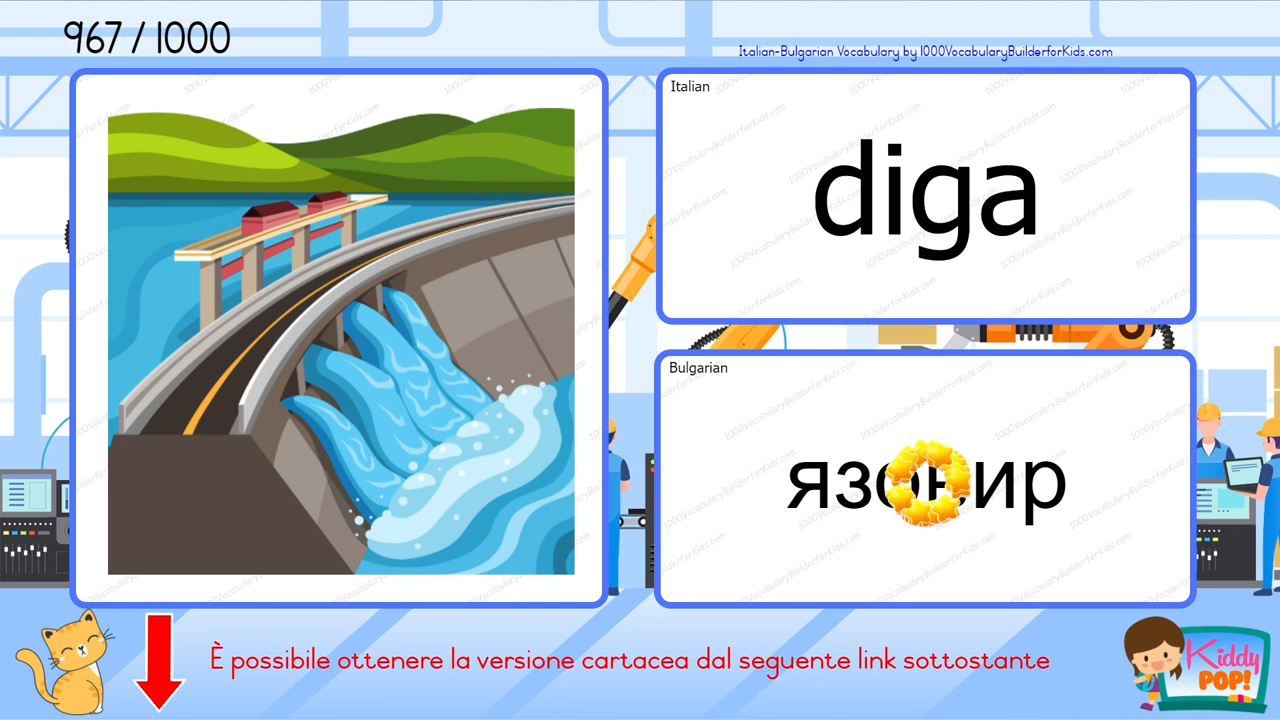 967 / 1000
Italian-Bulgarian Vocabulary by 1000VocabularyBuilderforKids.com
Italian
diga
Bulgarian
È possibile ottenere la versione cartacea dal seguente link sottostante
Kiddy
POP!